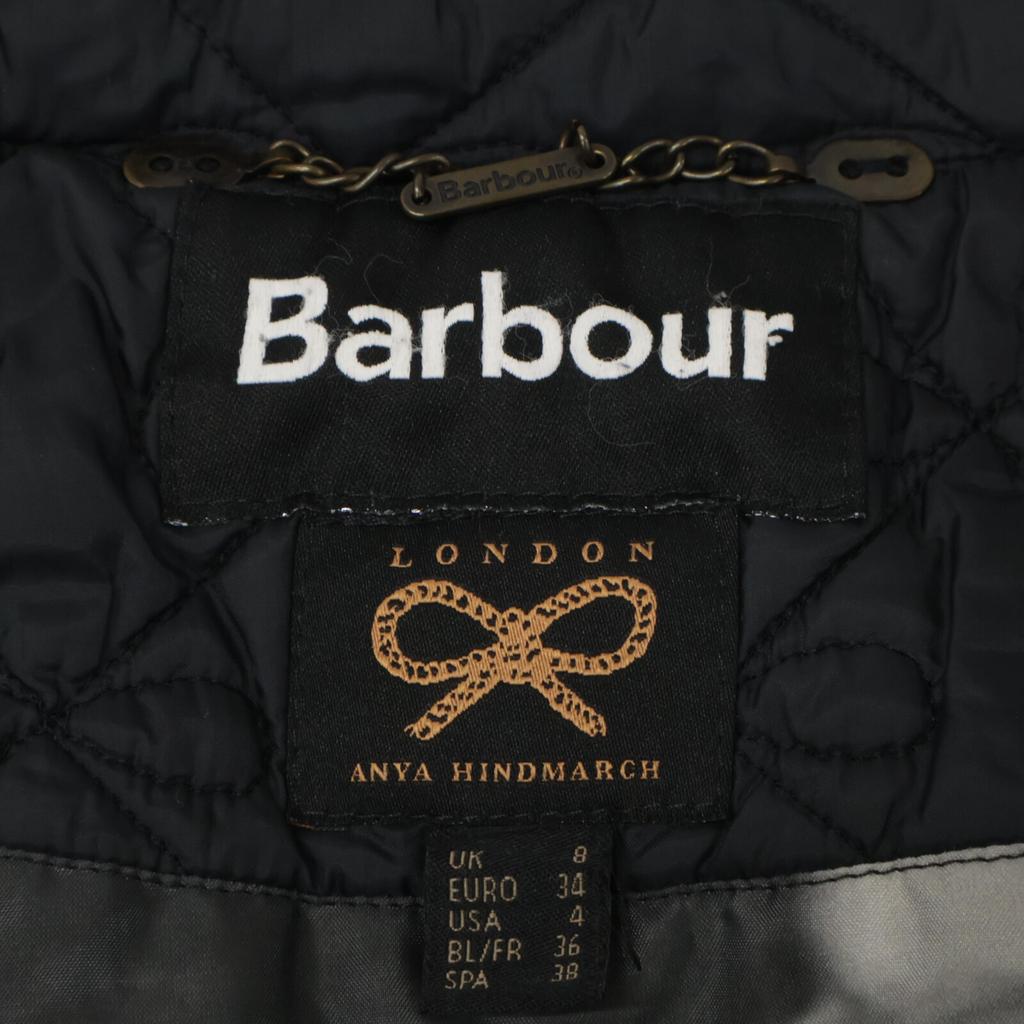 Barbour®
Barbour
LONDON
ANYA HINDMARCH
UK 8
EURO 34
USA 4
BL/FR 36
SPA 38